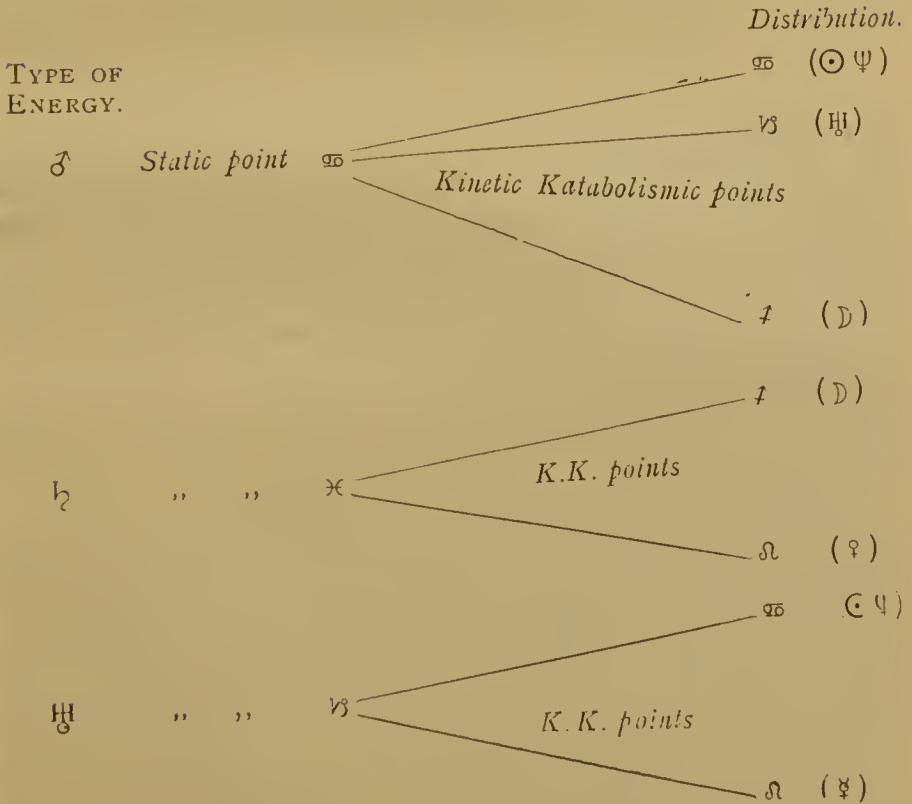 Distribution.
♋ (☉ ♆)
TYPE OF
ENERGY.
♑ (♅)
♂ Static point ♋
Kinetic Katabolismic points
♐ (☽)
♐ (☽)
K.K. points
♄ ,, ,, ♓
♌ (♀)
♋ (☉ ♆)
♅ ,, ,, ♑
K.K. points
♌ (☿)